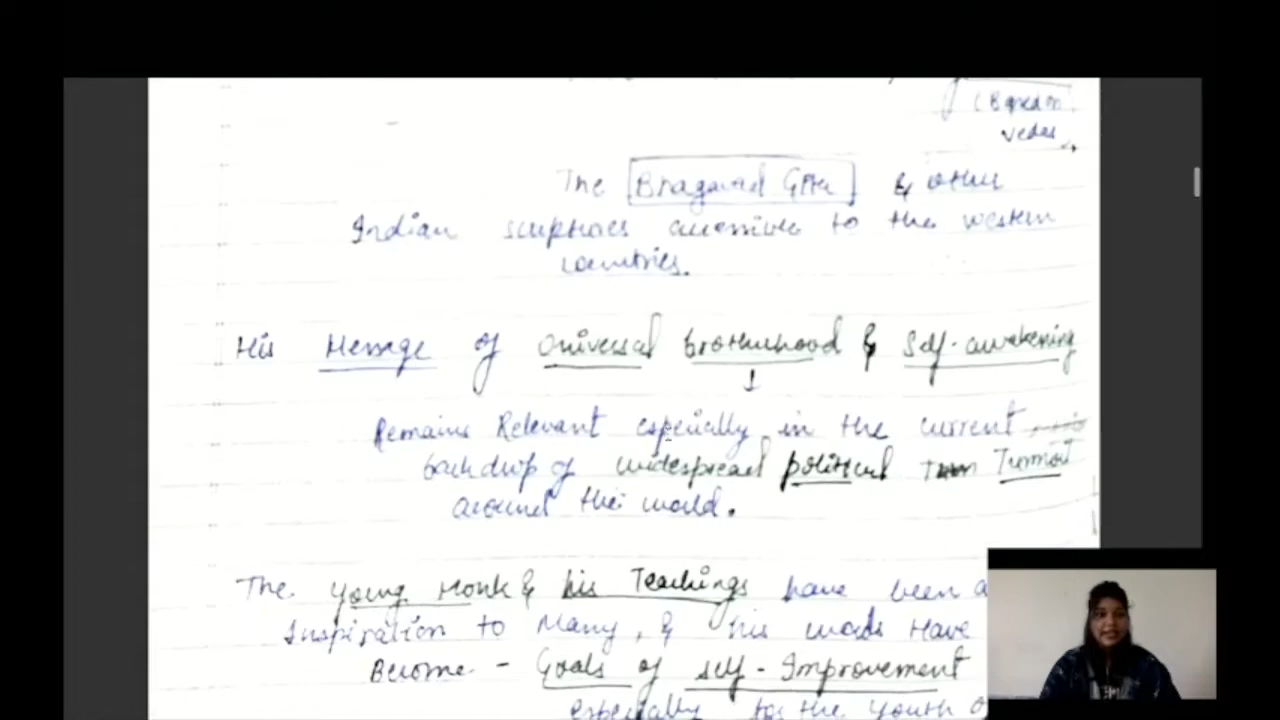 (Based on
Vedas
The Bhagavad Gita & other
Indian scriptures accessible to the western
countries.
His Message of Universal brotherhood & Self-awakening
Remains Relevant especially in the current
backdrop of widespread political Turmoil
around the world.
The Young Monk & his Teachings have been a
Inspiration to Many, & his words Have
Become - Goals of self-Improvement
especially for the Youth o